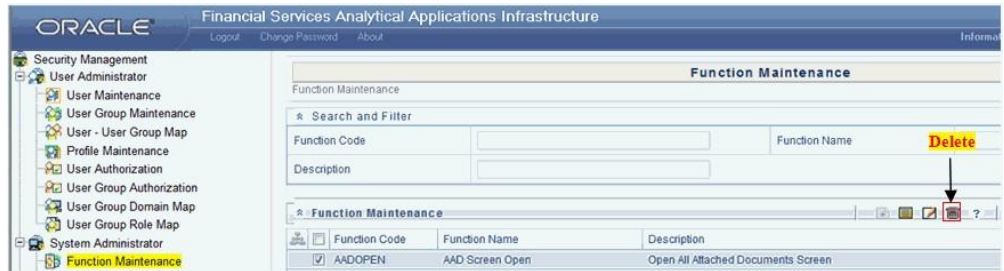 ORACLE
Financial Services Analytical Applications Infrastructure
Logout Change Password About
Security Management
User Administrator
User Maintenance
User Group Maintenance
User - User Group Map
Profile Maintenance
User Authorization
User Group Authorization
User Group Domain Map
User Group Role Map
System Administrator
Function Maintenance
Function Maintenance
Function Maintenance
Search and Filter
Function Code Function Name
Delete
Description
Function Maintenance ?
Function Code Function Name Description
AADOPEN AAD Screen Open Open All Attached Documents Screen